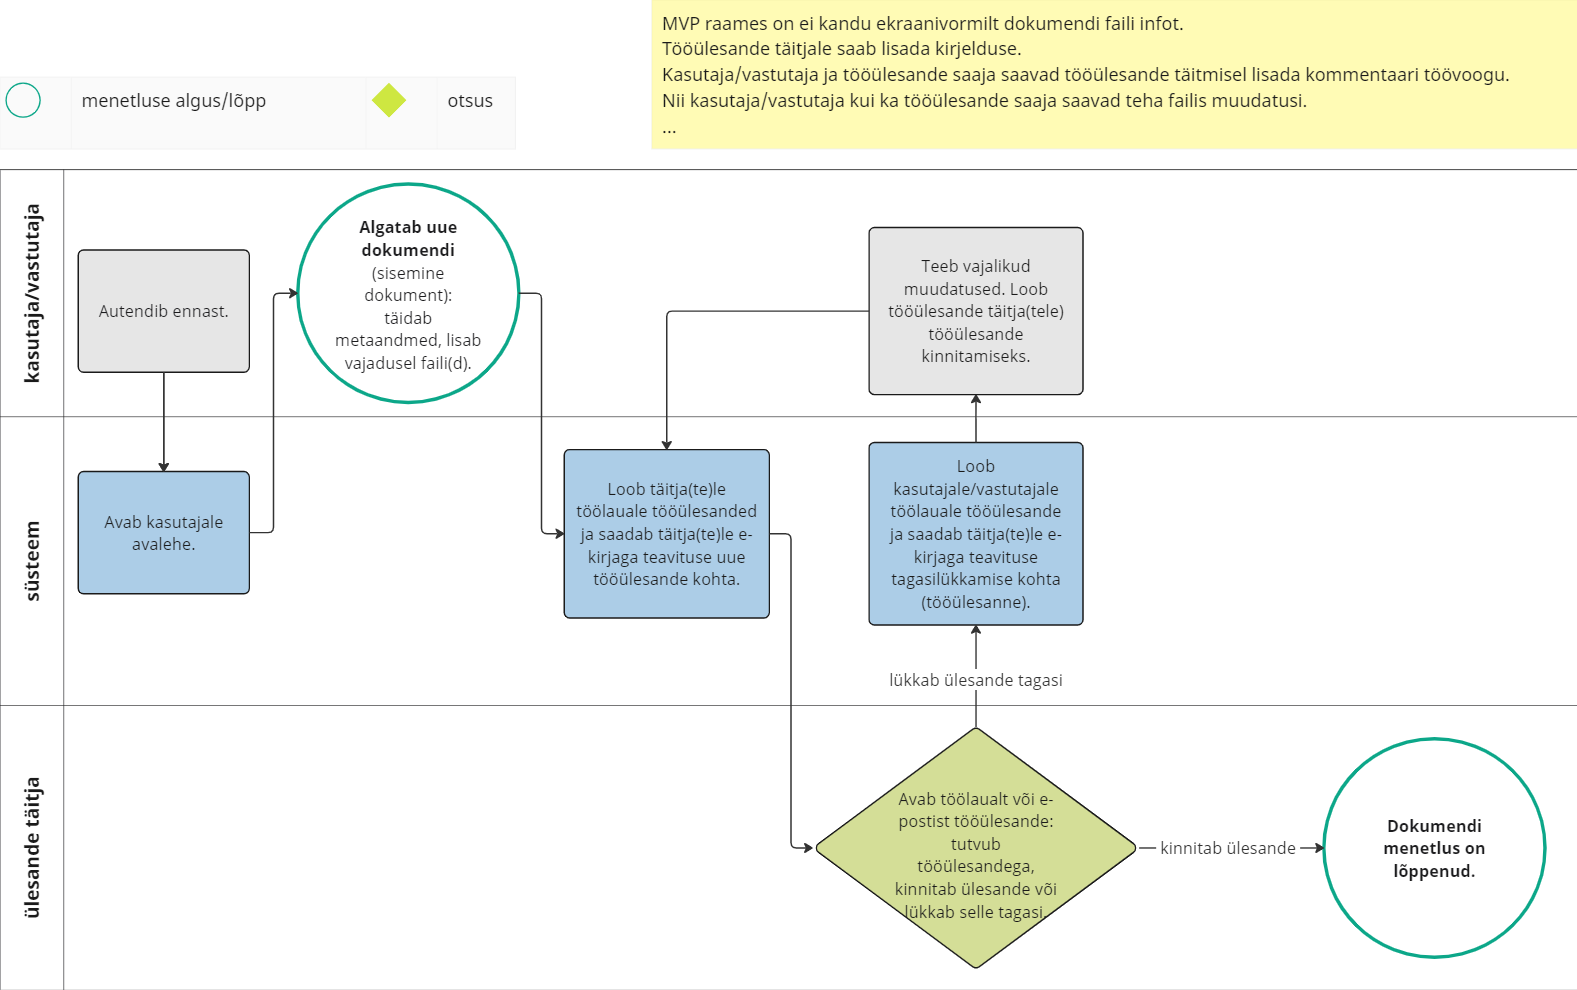 MVP raames on ei kandu ekraanivormilt dokumendi faili infot.
Tööülesande täitjale saab lisada kirjelduse.
Kasutaja/vastutaja ja tööülesande saaja saavad tööülesande täitmisel lisada kommentaari töövoogu.
Nii kasutaja/vastutaja kui ka tööülesande saaja saavad teha failis muudatusi.
...
menetluse algus/lõpp
otsus
kasutaja/vastutaja
Autendib ennast.
Algatab uue
dokumendi
(sisemine
dokument):
täidab
metaandmed, lisab
vajadusel faili(d).
Teeb vajalikud
muudatused. Loob
tööülesande täitja(tele)
tööülesande
kinnitamiseks.
süsteem
Avab kasutajale
avalehe.
Loob täitja(te)le
töölauale tööülesanded
ja saadab täitja(te)le e-
kirjaga teavituse uue
tööülesande kohta.
Loob
kasutajale/vastutajale
töölauale tööülesande
ja saadab täitja(te)le e-
kirjaga teavituse
tagasilükkamise kohta
(tööülesanne).
lükkab ülesande tagasi
ülesande täitja
Avab töölaualt või e-
postist tööülesande:
tutvub
tööülesandega,
kinnitab ülesande või
lükkab selle tagasi.
kinnitab ülesande
Dokumendi
menetlus on
lõppenud.